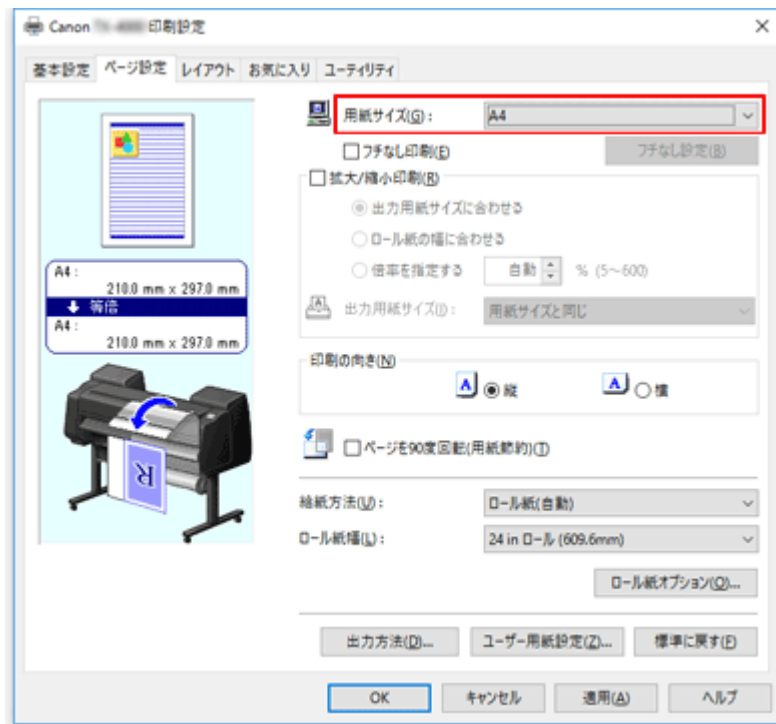 Canon 印刷設定
基本設定 ページ設定 レイアウト お気に入り ユーティリティ
用紙サイズ(G): A4
フチなし印刷(E) フチなし設定(B)
拡大/縮小印刷(R)
出力用紙サイズに合わせる
ロール紙の幅に合わせる
倍率を指定する 自動 % (5~600)
出力用紙サイズ(I): 用紙サイズと同じ
A4:
210.0 mm x 297.0 mm
等倍
A4:
210.0 mm x 297.0 mm
R
印刷の向き(N)
A 縦 A 横
ページを90度回転(用紙節約)(T)
給紙方法(U): ロール紙(自動)
ロール紙幅(L): 24 in ロール (609.6mm)
ロール紙オプション(O)...
出力方法(D)... ユーザー用紙設定(Z)... 標準に戻す(F)
OK キャンセル 適用(A) ヘルプ